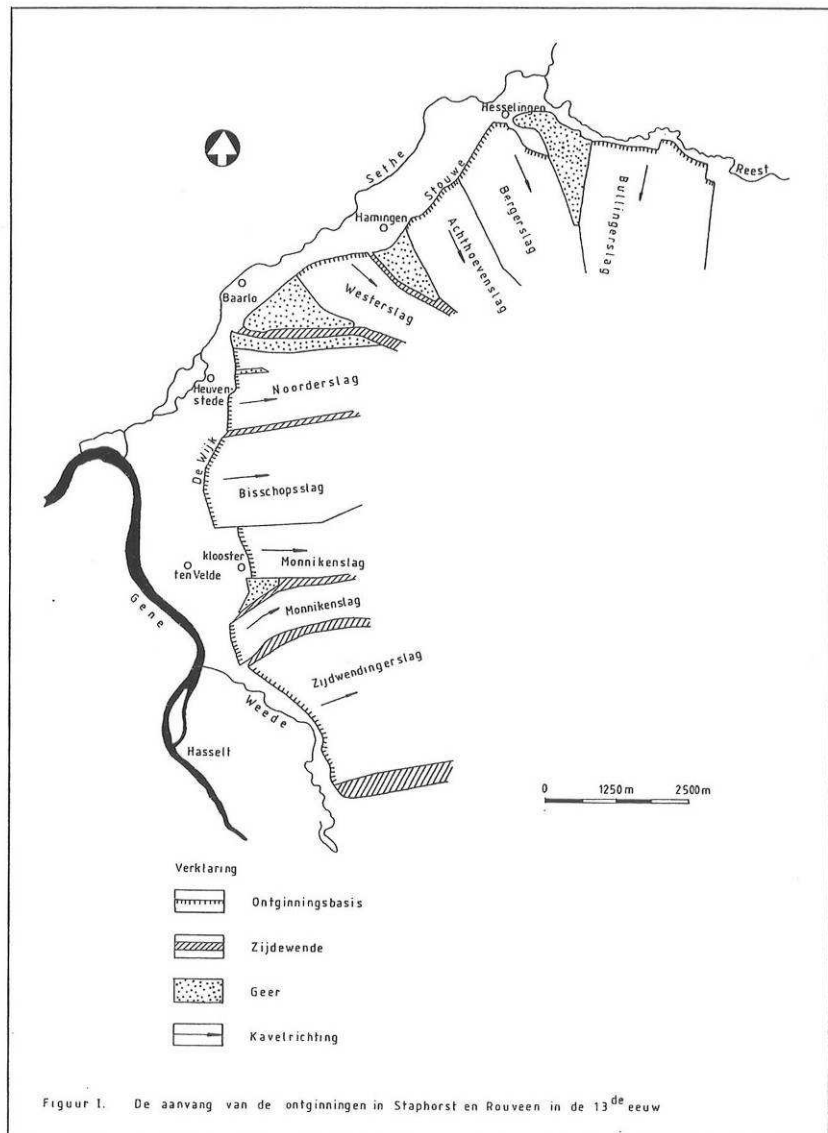 Hesselingen
Reest
Sethe
Stouwe
Hamingen
Bergerslag
Bullingerslag
Achthoevenslag
Baarlo
Westerslag
Heuven-
stede
Noorderslag
De Wijk
Bisschopsslag
klooster
ten Velde
Monnikenslag
Monnikenslag
Gene
Zijdwendingerslag
Weede
Hasselt
0 1250 m 2500 m
Verklaring
Ontginningsbasis
Zijdewende
Geer
Kavelrichting
Figuur I. De aanvang van de ontginningen in Staphorst en Rouveen in de 13de eeuw